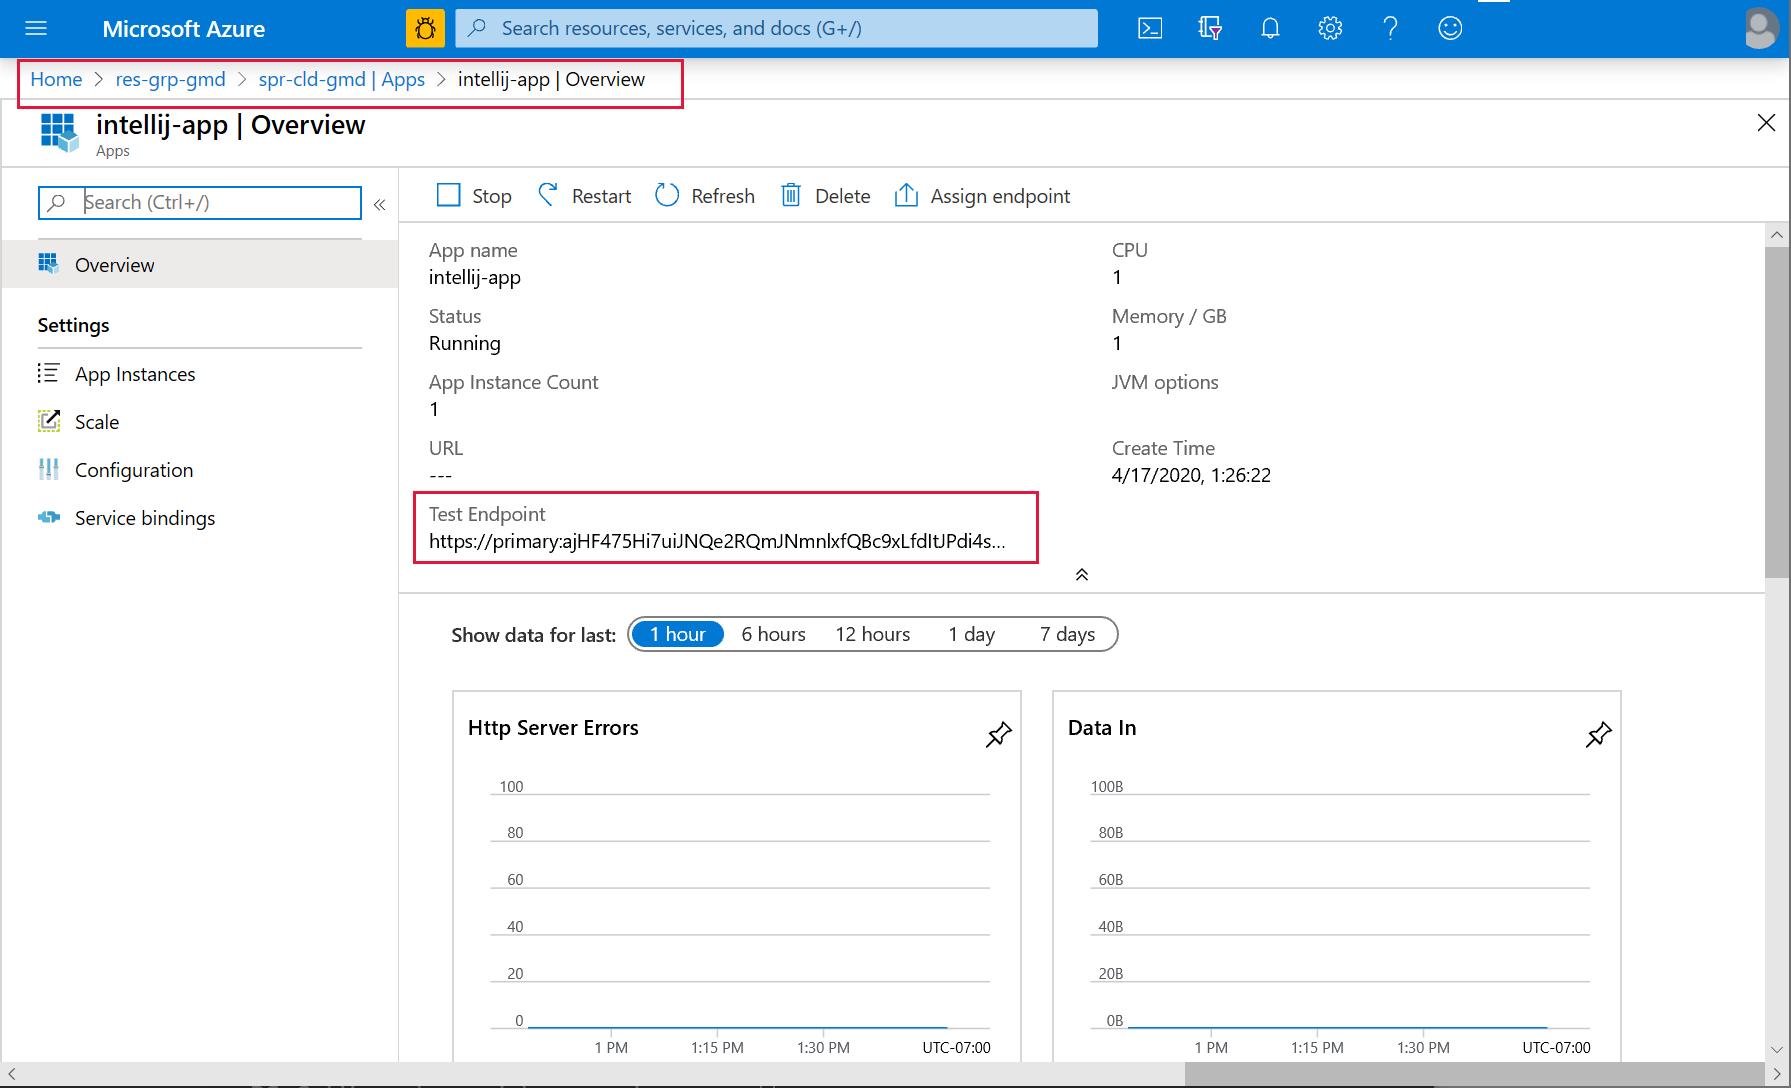 Microsoft Azure
Search resources, services, and docs (G+/)
Home > res-grp-gmd > spr-cld-gmd | Apps > intellij-app | Overview
intellij-app | Overview
Apps
Search (Ctrl+/)
«
Overview
Settings
App Instances
Scale
Configuration
Service bindings
Stop
Restart
Refresh
Delete
Assign endpoint
App name
intellij-app
Status
Running
App Instance Count
1
URL
---
Test Endpoint
https://primary:ajHF475Hi7uiJNQe2RQmJNmnlxfQBc9xLfdItJPdi4s...
CPU
1
Memory / GB
1
JVM options
Create Time
4/17/2020, 1:26:22
Show data for last:
1 hour
6 hours
12 hours
1 day
7 days
Http Server Errors
100
80
60
40
20
0
1 PM
1:15 PM
1:30 PM
UTC-07:00
Data In
100B
80B
60B
40B
20B
0B
1 PM
1:15 PM
1:30 PM
UTC-07:00